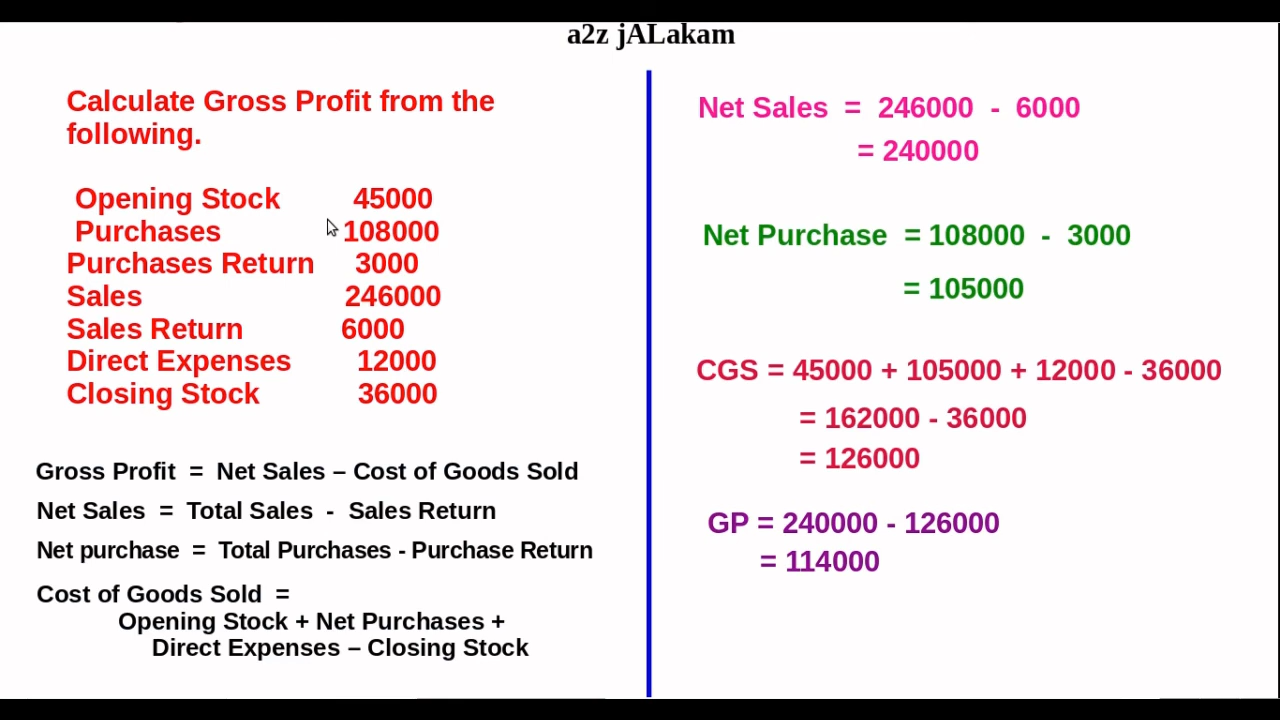 a2z jALakam
Calculate Gross Profit from the
following.
Opening Stock 45000
Purchases 108000
Purchases Return 3000
Sales 246000
Sales Return 6000
Direct Expenses 12000
Closing Stock 36000
Gross Profit = Net Sales – Cost of Goods Sold
Net Sales = Total Sales - Sales Return
Net purchase = Total Purchases - Purchase Return
Cost of Goods Sold =
Opening Stock + Net Purchases +
Direct Expenses – Closing Stock
Net Sales = 246000 - 6000
= 240000
Net Purchase = 108000 - 3000
= 105000
CGS = 45000 + 105000 + 12000 - 36000
= 162000 - 36000
= 126000
GP = 240000 - 126000
= 114000